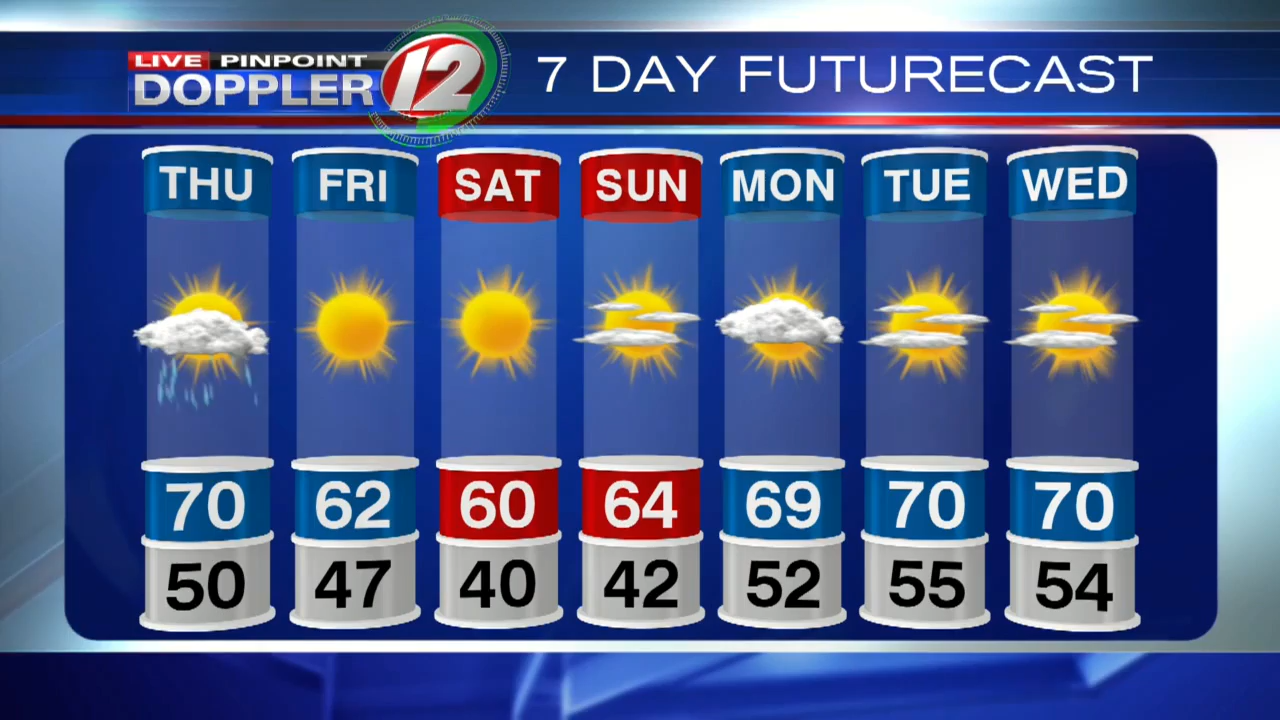 LIVE PINPOINT
DOPPLER 12
7 DAY FUTURECAST
THU FRI SAT SUN MON TUE WED
70 62 60 64 69 70 70
50 47 40 42 52 55 54